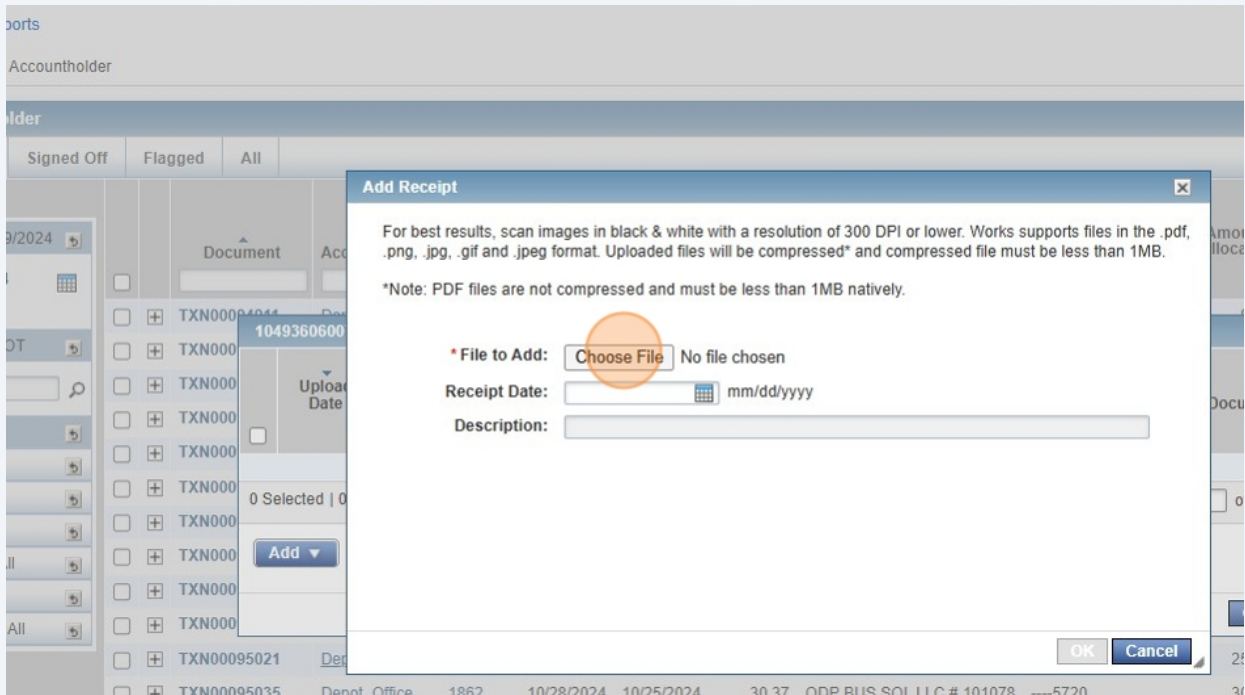 ports
Accountholder
older
Signed Off Flagged All
Add Receipt
For best results, scan images in black & white with a resolution of 300 DPI or lower. Works supports files in the .pdf,
.png, .jpg, .gif and .jpeg format. Uploaded files will be compressed* and compressed file must be less than 1MB.
*Note: PDF files are not compressed and must be less than 1MB natively.
*File to Add: Choose File No file chosen
Receipt Date: mm/dd/yyyy
Description:
OK Cancel
9/2024
Document Acc
Amou
lloca
TXN00094911
1049360600
OT
TXN000
TXN000
Upload
Date
Docu
TXN000
TXN000
TXN000
0 Selected | 0
TXN000
TXN000
Add
All
TXN000
TXN000
All
TXN00095021 Dep 25
TXN00095035 Depot, Office 1862 10/28/2024 10/25/2024 30.37 ODP BUS SOL LLC # 101078 ----5720 30